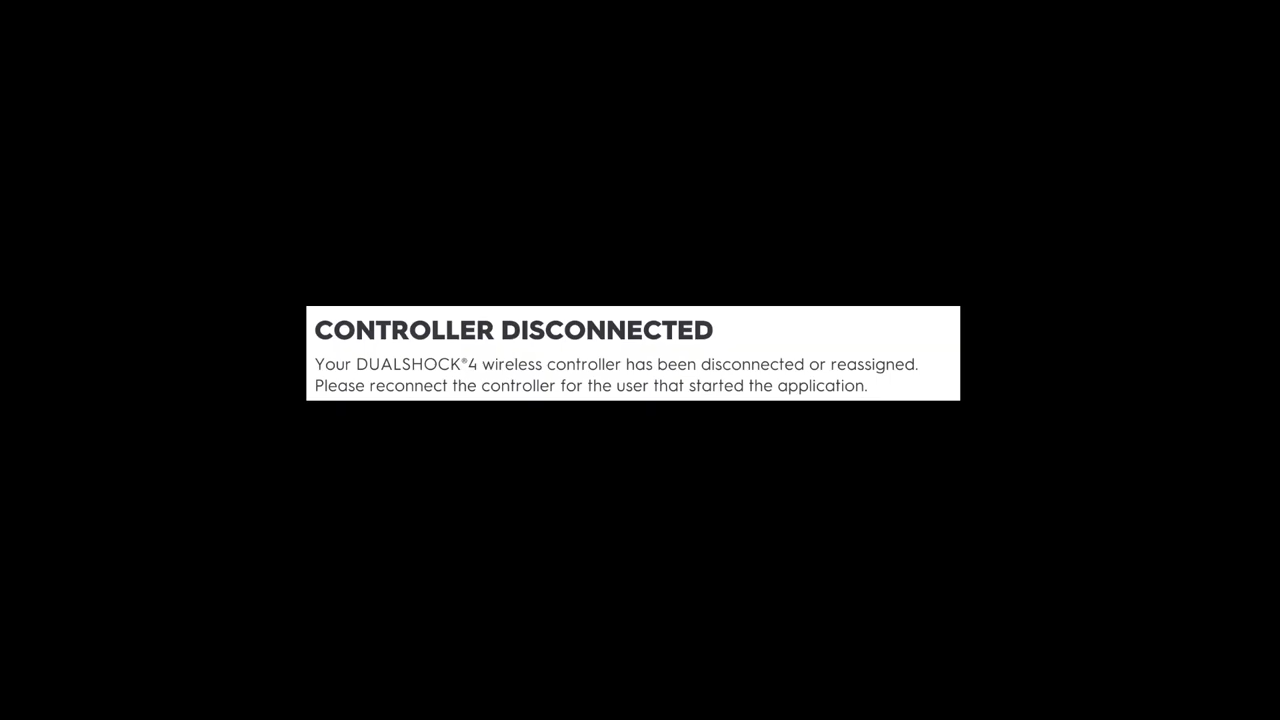 CONTROLLER DISCONNECTED
Your DUALSHOCK®4 wireless controller has been disconnected or reassigned.
Please reconnect the controller for the user that started the application.